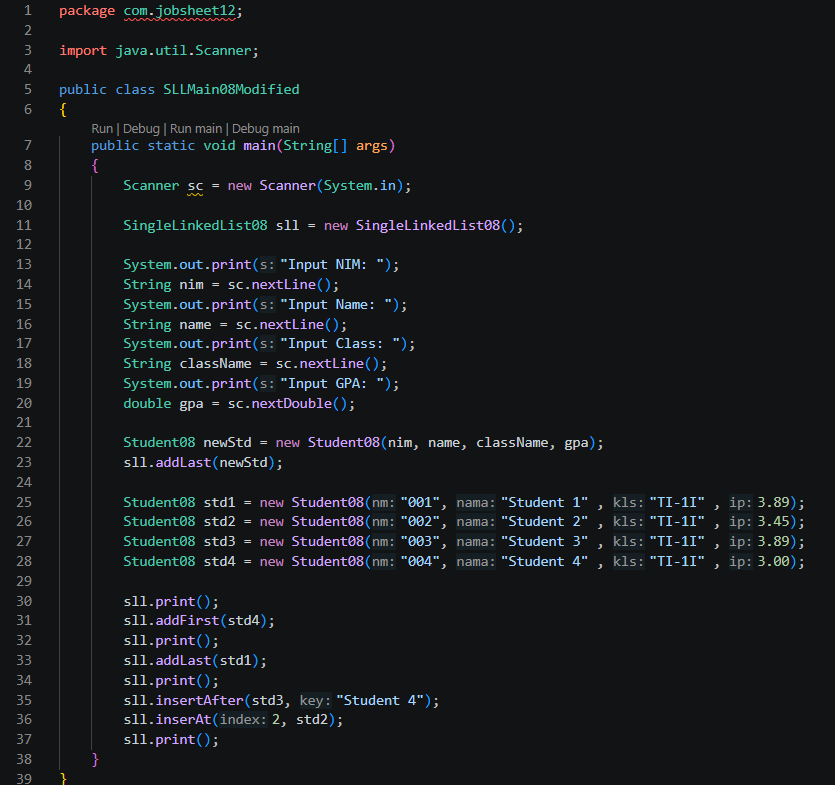 1 package com.jobsheet12;
2
3 import java.util.Scanner;
4
5 public class SLLMain08Modified
6 {
Run | Debug | Run main | Debug main
7 public static void main(String[] args)
8 {
9 Scanner sc = new Scanner(System.in);
10
11 SingleLinkedList08 sll = new SingleLinkedList08();
12
13 System.out.print(s: "Input NIM: ");
14 String nim = sc.nextLine();
15 System.out.print(s: "Input Name: ");
16 String name = sc.nextLine();
17 System.out.print(s: "Input Class: ");
18 String className = sc.nextLine();
19 System.out.print(s: "Input GPA: ");
20 double gpa = sc.nextDouble();
21
22 Student08 newStd = new Student08(nim, name, className, gpa);
23 sll.addLast(newStd);
24
25 Student08 std1 = new Student08(nm: "001", nama: "Student 1" , kls: "TI-1I" , ip: 3.89);
26 Student08 std2 = new Student08(nm: "002", nama: "Student 2" , kls: "TI-1I" , ip: 3.45);
27 Student08 std3 = new Student08(nm: "003", nama: "Student 3" , kls: "TI-1I" , ip: 3.89);
28 Student08 std4 = new Student08(nm: "004", nama: "Student 4" , kls: "TI-1I" , ip: 3.00);
29
30 sll.print();
31 sll.addFirst(std4);
32 sll.print();
33 sll.addLast(std1);
34 sll.print();
35 sll.insertAfter(std3, key: "Student 4");
36 sll.inserAt(index: 2, std2);
37 sll.print();
38 }
39 }